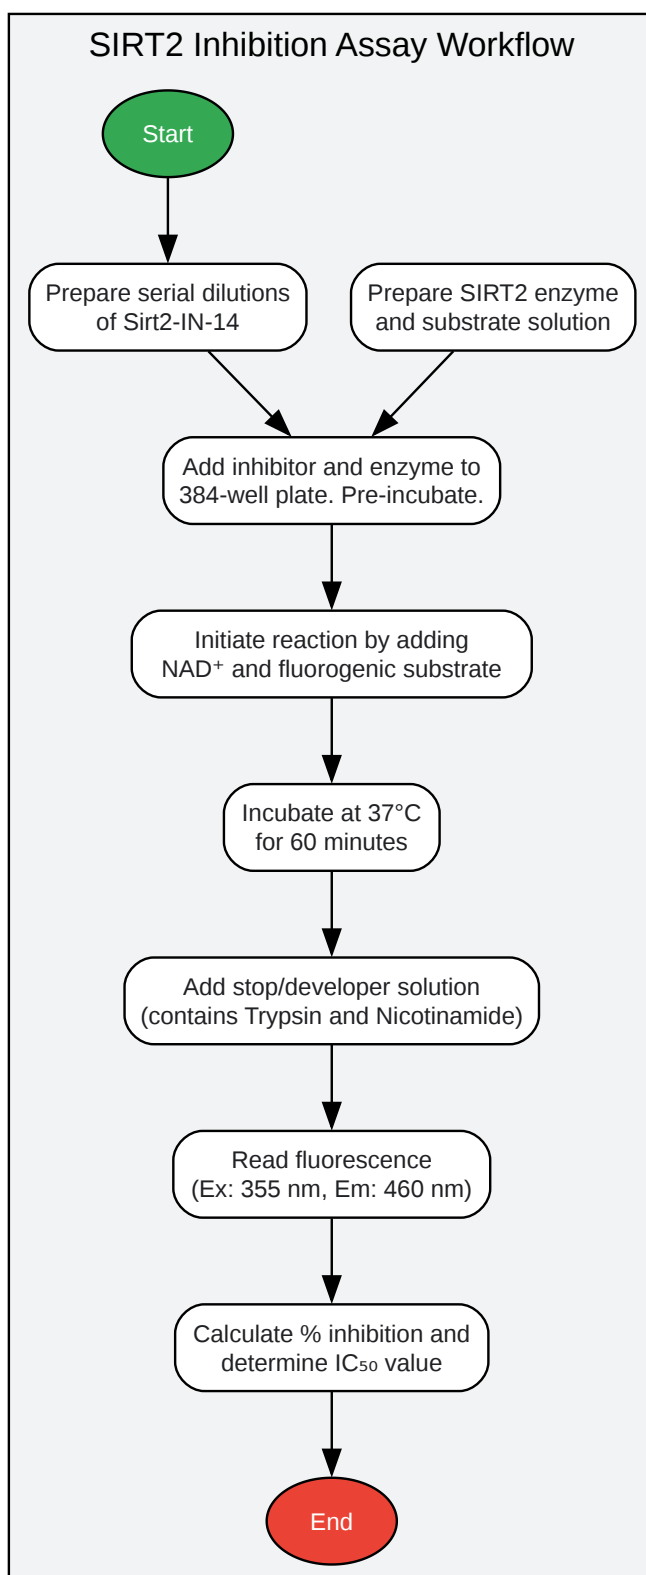 SIRT2 Inhibition Assay Workflow
Start
Prepare serial dilutions
of Sirt2-IN-14
Prepare SIRT2 enzyme
and substrate solution
Add inhibitor and enzyme to
384-well plate. Pre-incubate.
Initiate reaction by adding
NAD⁺ and fluorogenic substrate
Incubate at 37°C
for 60 minutes
Add stop/developer solution
(contains Trypsin and Nicotinamide)
Read fluorescence
(Ex: 355 nm, Em: 460 nm)
Calculate % inhibition and
determine IC₅₀ value
End